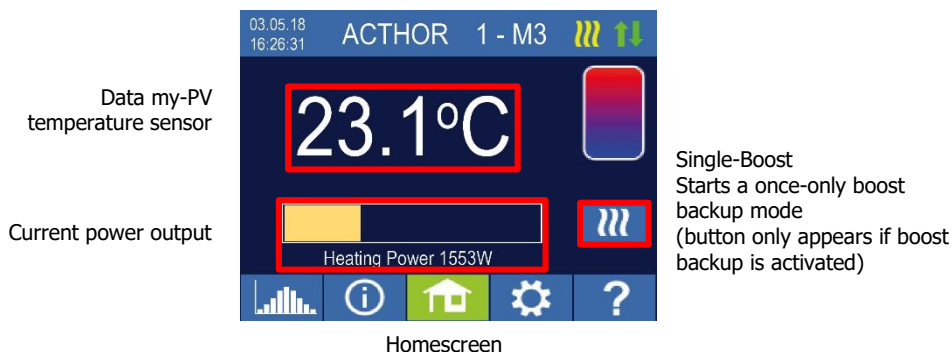 03.05.18
16:26:31
ACTHOR 1 - M3
Data my-PV
temperature sensor
23.1°C
Single-Boost
Starts a once-only boost
backup mode
(button only appears if boost
backup is activated)
Current power output
Heating Power 1553W
?
Homescreen